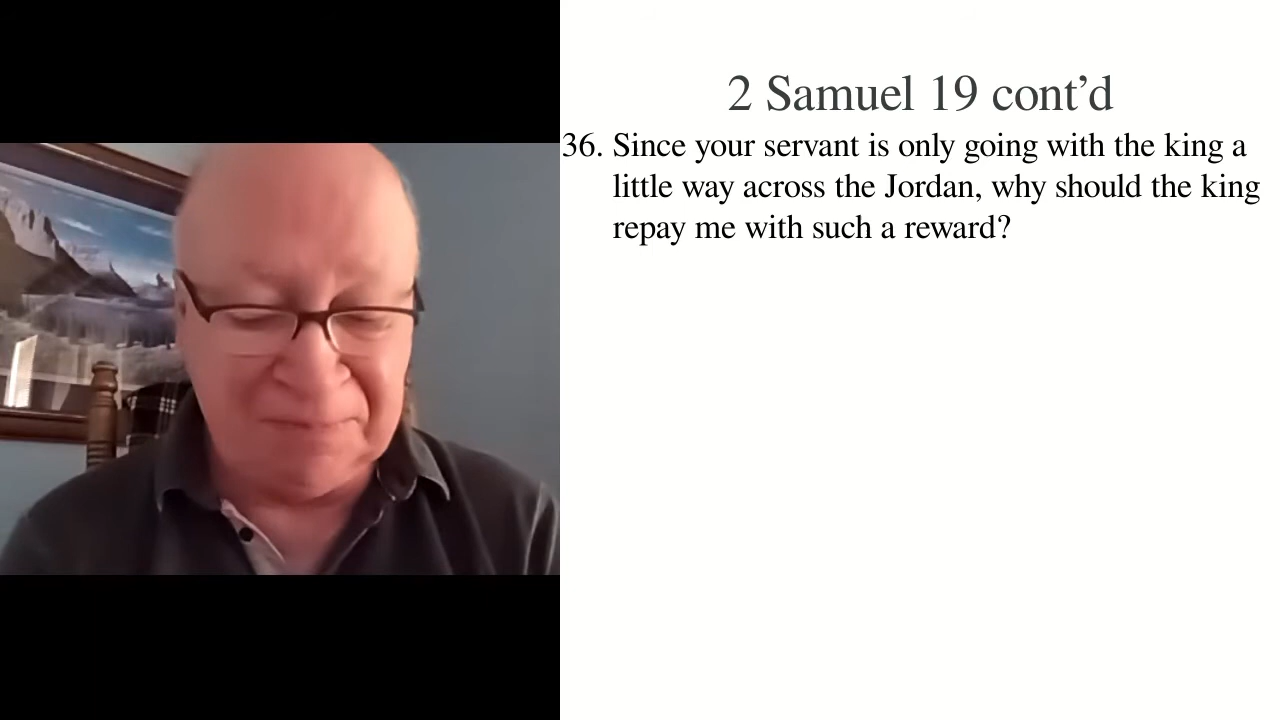 2 Samuel 19 cont’d
36. Since your servant is only going with the king a
little way across the Jordan, why should the king
repay me with such a reward?